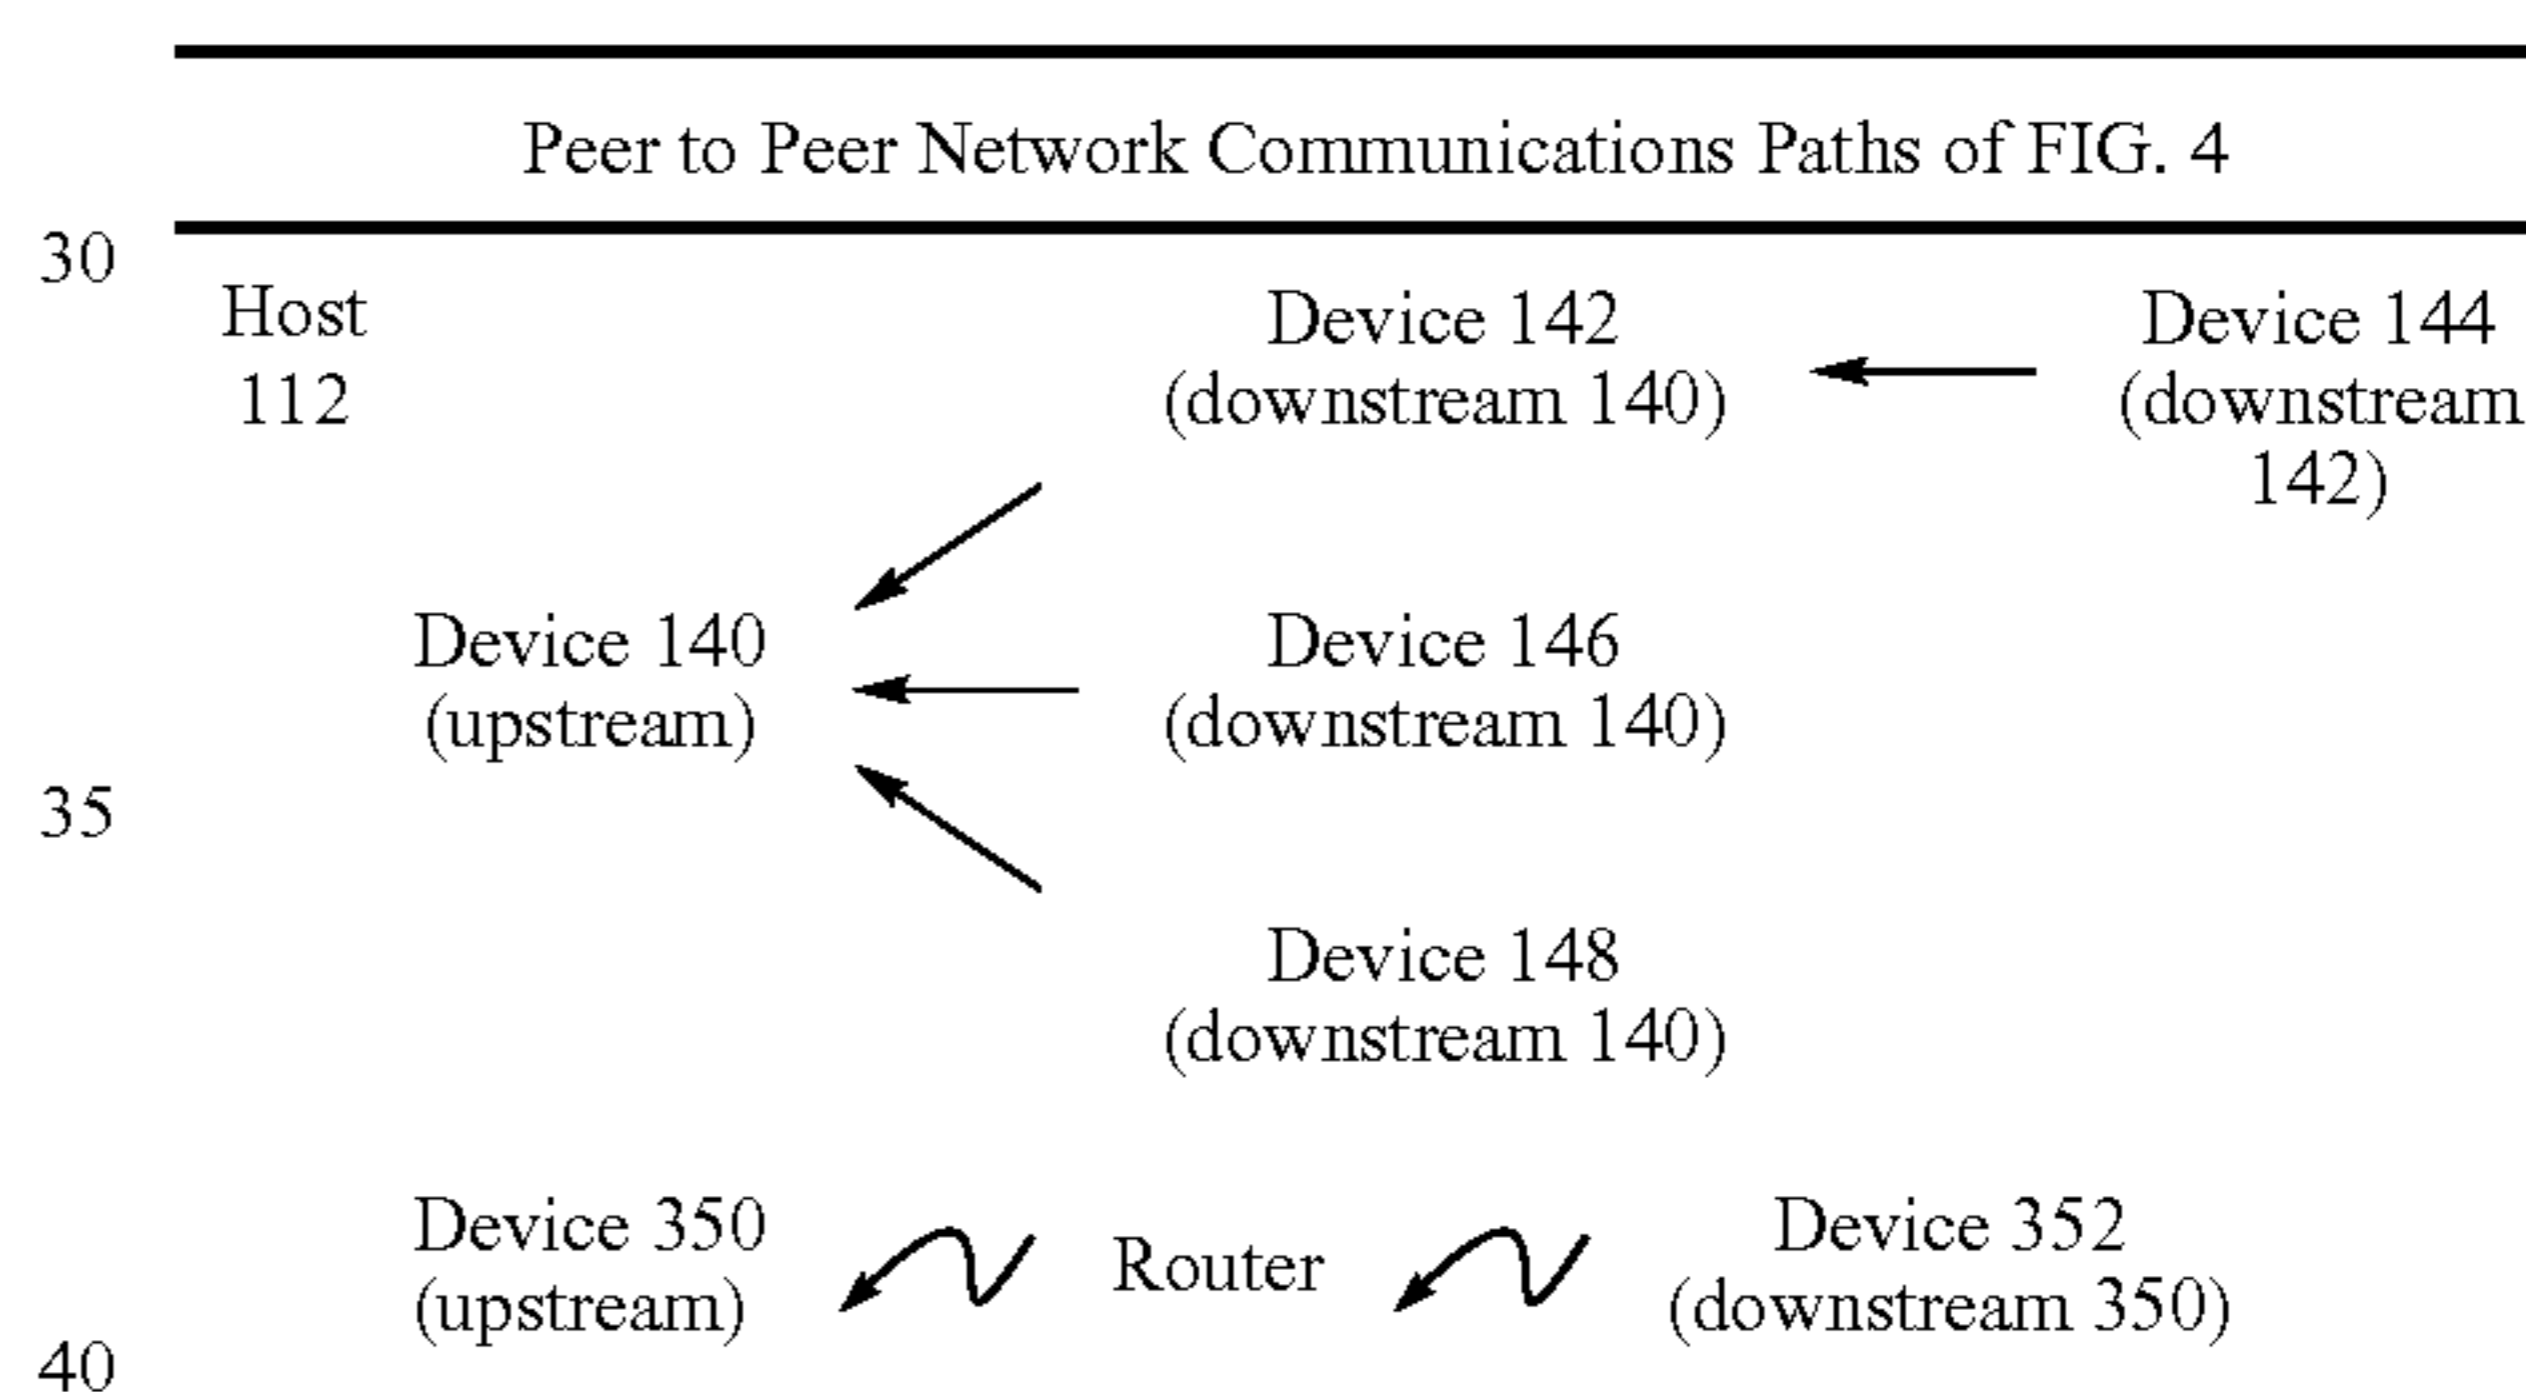 Peer to Peer Network Communications Paths of FIG. 4
30
Host
112
Device 142
(downstream 140)
Device 144
(downstream
142)
Device 140
(upstream)
Device 146
(downstream 140)
35
Device 148
(downstream 140)
Device 350
(upstream)
Router
Device 352
(downstream 350)
40